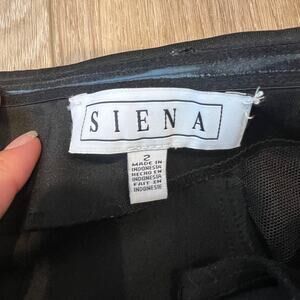 SIENA
2
MADE IN
INDONESIA
HECHO EN
INDONESIA
FAIT EN
INDONESIE